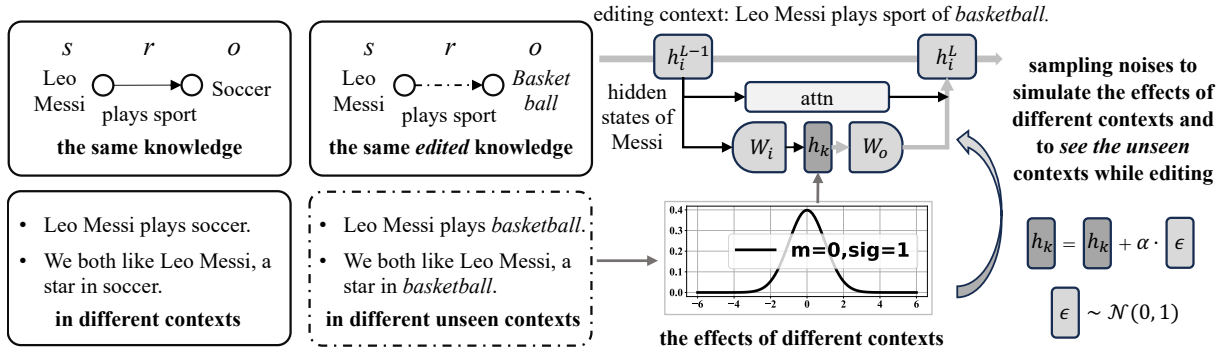 s r o
Leo
Messi
Soccer
plays sport
the same knowledge
s r o
Leo
Messi
Basket
ball
plays sport
the same edited knowledge
• Leo Messi plays soccer.
• We both like Leo Messi, a
star in soccer.
in different contexts
• Leo Messi plays basketball.
• We both like Leo Messi, a
star in basketball.
in different unseen contexts
editing context: Leo Messi plays sport of basketball.
h_i^{L-1}
h_i^L
hidden
states of
Messi
attn
W_i
h_k
W_o
0.4
0.3
0.2
0.1
0.0
m=0,sig=1
−6 −4 −2 0 2 4 6
the effects of different contexts
sampling noises to
simulate the effects of
different contexts and
to see the unseen
contexts while editing
h_k = h_k + α · ϵ
ϵ ~ 𝒩(0, 1)